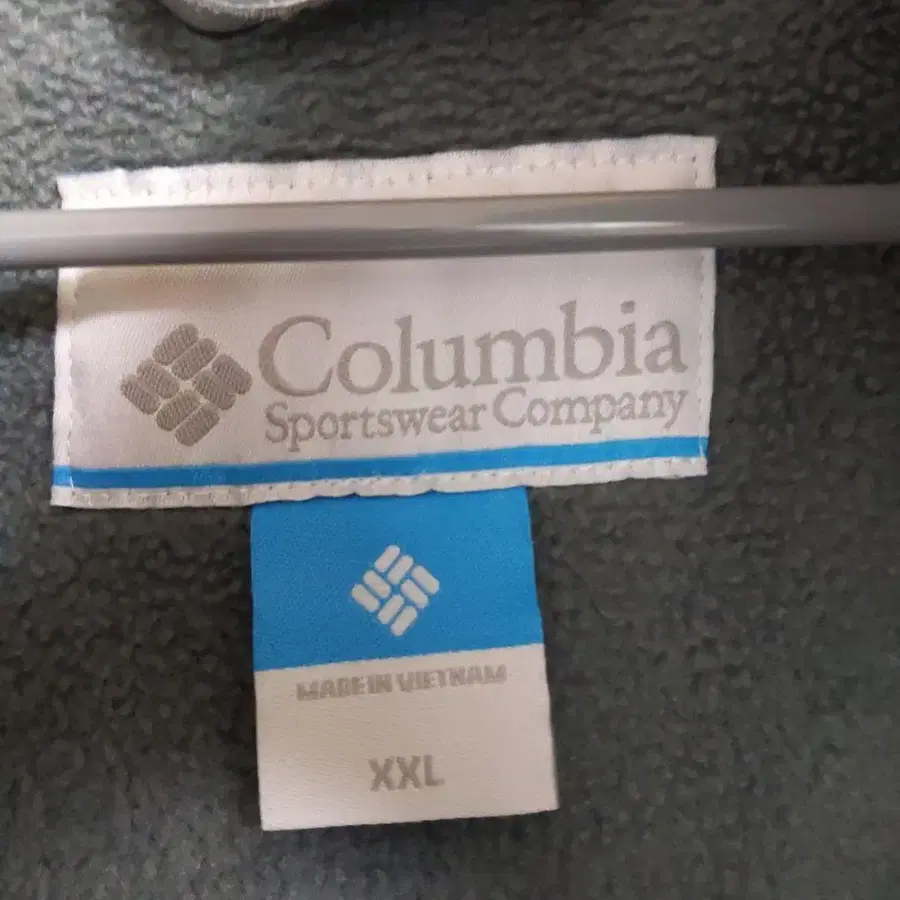 Columbia
Sportswear Company
MADE IN VIETNAM
XXL